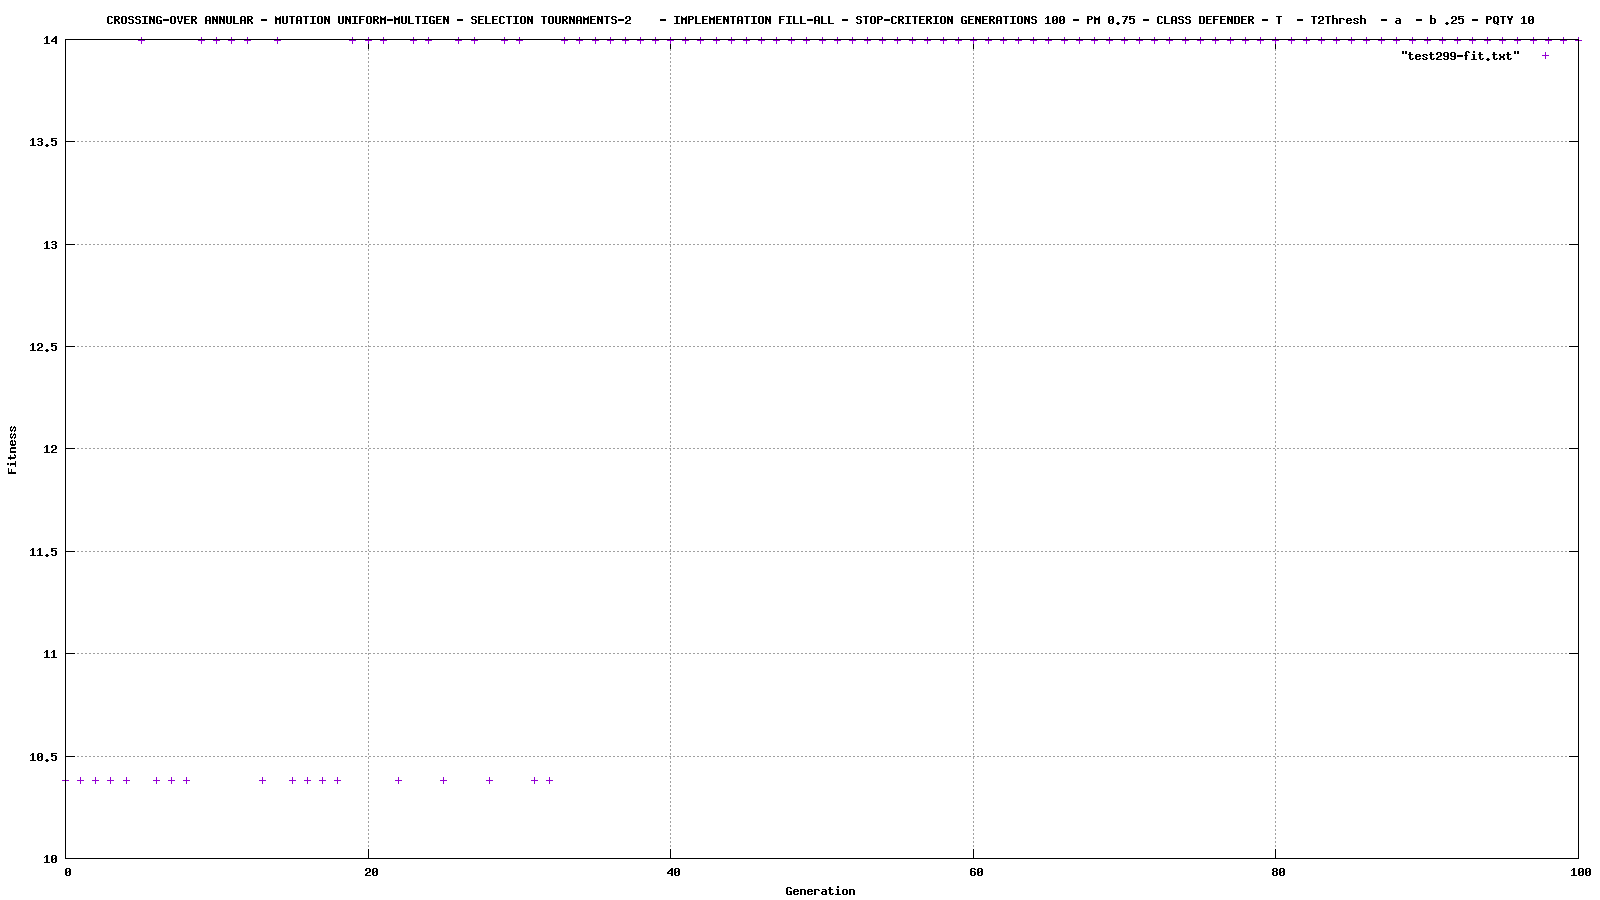 CROSSING-OVER ANNULAR - MUTATION UNIFORM-MULTIGEN - SELECTION TOURNAMENTS-2    - IMPLEMENTATION FILL-ALL - STOP-CRITERION GENERATIONS 100 - PM 0.75 - CLASS DEFENDER - T  - T2Thresh  - a  - b .25 - PQTY 10
14
"test299-fit.txt"
13.5
13
12.5
12
Fitness
11.5
11
10.5
10
0 20 40 60 80 100
Generation